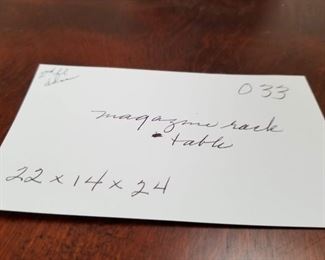 033
magazine rack
table
22 x 14 x 24